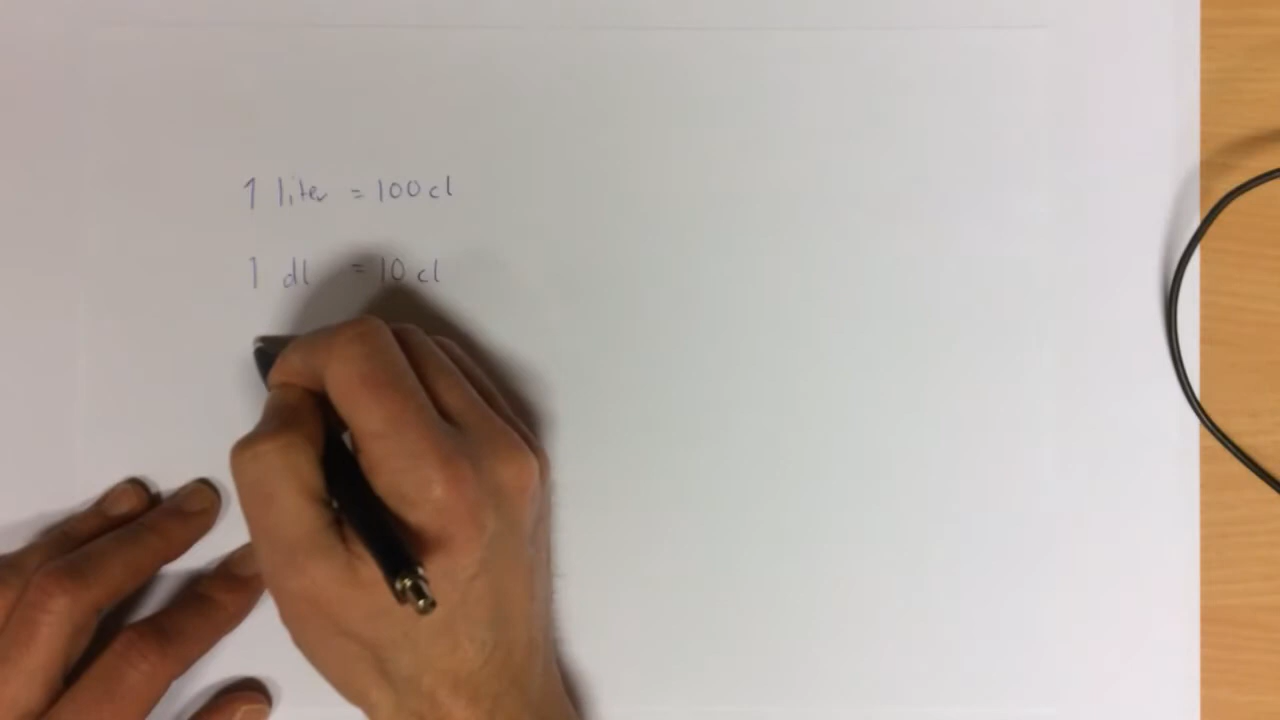 1 liter = 100 cl
1 dl = 10 cl